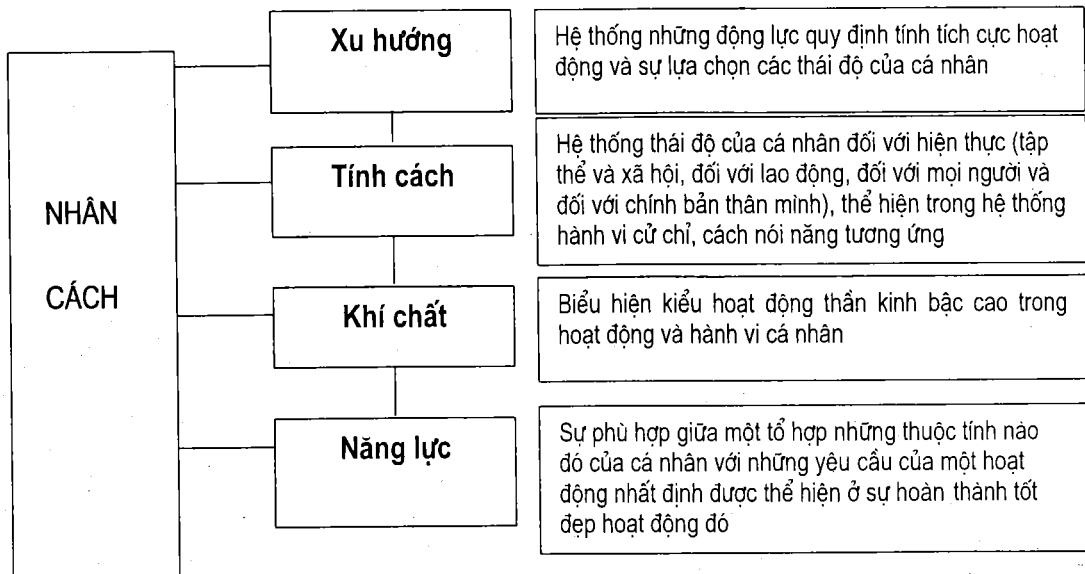 NHÂN
CÁCH
Xu hướng
Hệ thống những động lực quy định tính tích cực hoạt
động và sự lựa chọn các thái độ của cá nhân
Tính cách
Hệ thống thái độ của cá nhân đối với hiện thực (tập
thể và xã hội, đối với lao động, đối với mọi người và
đối với chính bản thân mình), thể hiện trong hệ thống
hành vi cử chỉ, cách nói năng tương ứng
Khí chất
Biểu hiện kiểu hoạt động thần kinh bậc cao trong
hoạt động và hành vi cá nhân
Năng lực
Sự phù hợp giữa một tổ hợp những thuộc tính nào
đó của cá nhân với những yêu cầu của một hoạt
động nhất định được thể hiện ở sự hoàn thành tốt
đẹp hoạt động đó